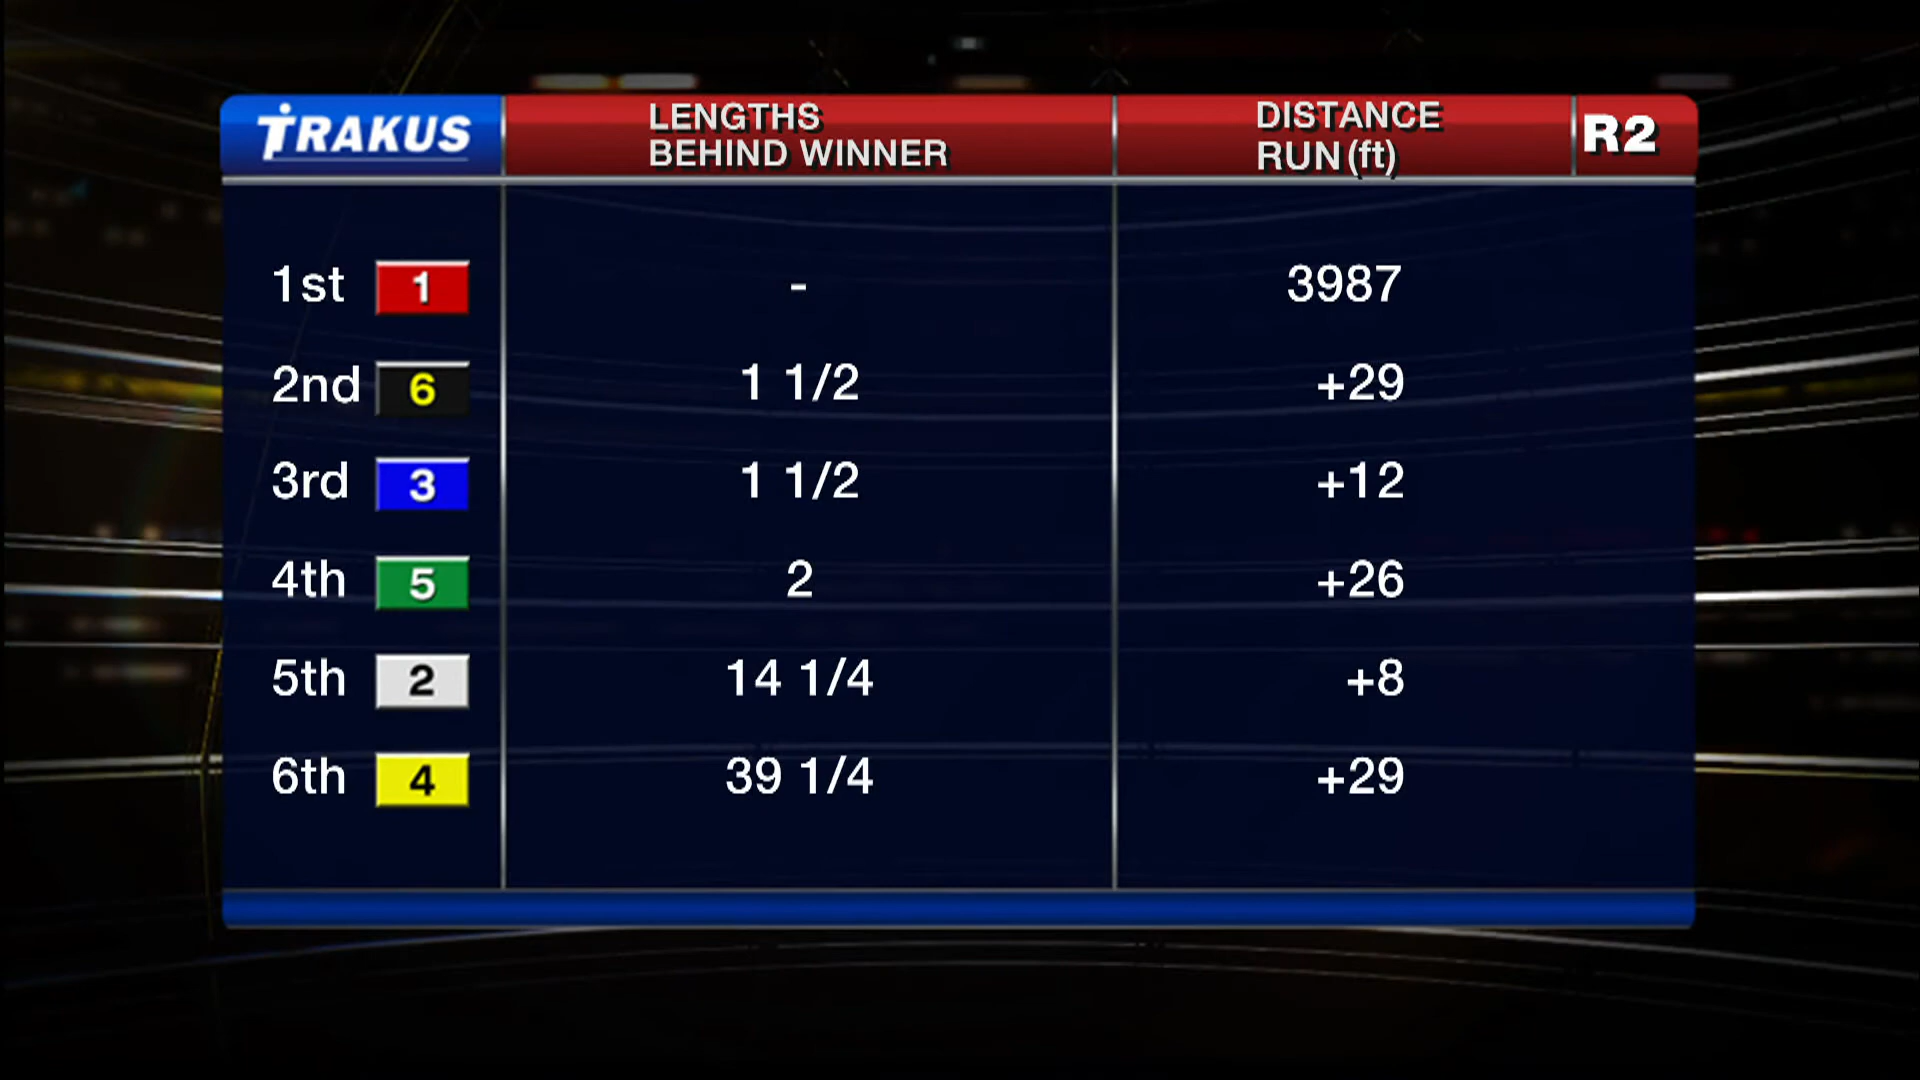 TRAKUS
LENGTHS
BEHIND WINNER
DISTANCE
RUN (ft)
R2
1st 1 - 3987
2nd 6 1 1/2 +29
3rd 3 1 1/2 +12
4th 5 2 +26
5th 2 14 1/4 +8
6th 4 39 1/4 +29